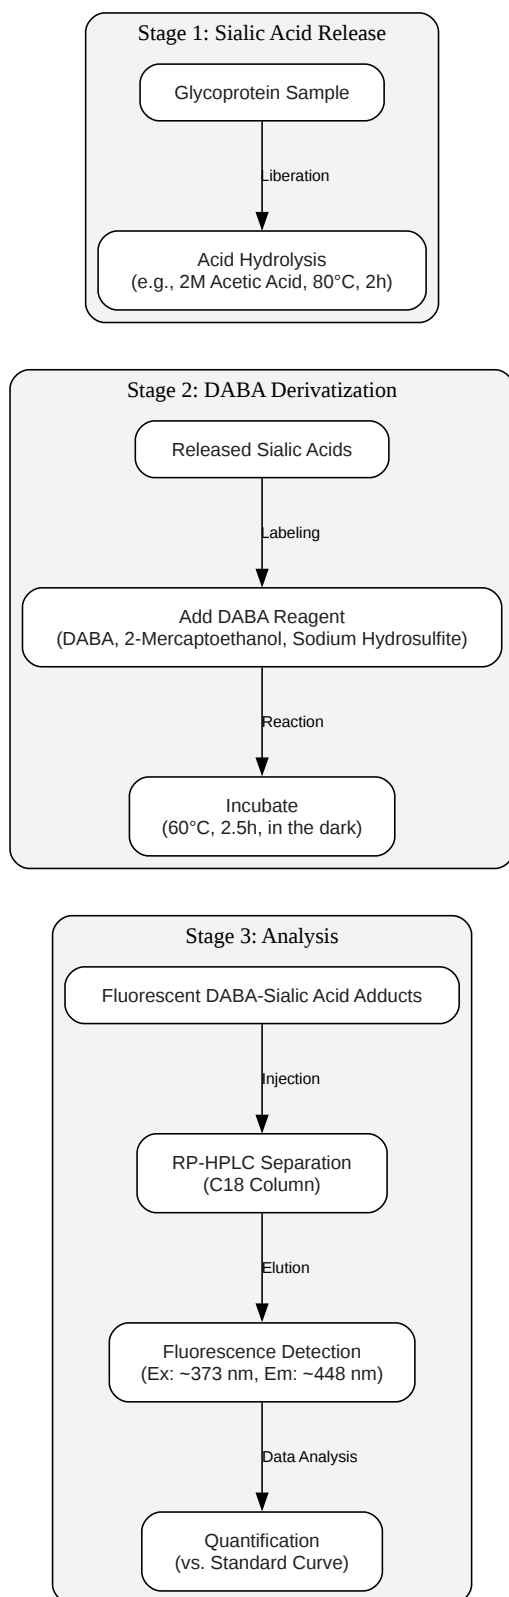 Stage 1: Sialic Acid Release
Glycoprotein Sample
Liberation
Acid Hydrolysis
(e.g., 2M Acetic Acid, 80°C, 2h)
Stage 2: DABA Derivatization
Released Sialic Acids
Labeling
Add DABA Reagent
(DABA, 2-Mercaptoethanol, Sodium Hydrosulfite)
Reaction
Incubate
(60°C, 2.5h, in the dark)
Stage 3: Analysis
Fluorescent DABA-Sialic Acid Adducts
Injection
RP-HPLC Separation
(C18 Column)
Elution
Fluorescence Detection
(Ex: ~373 nm, Em: ~448 nm)
Data Analysis
Quantification
(vs. Standard Curve)